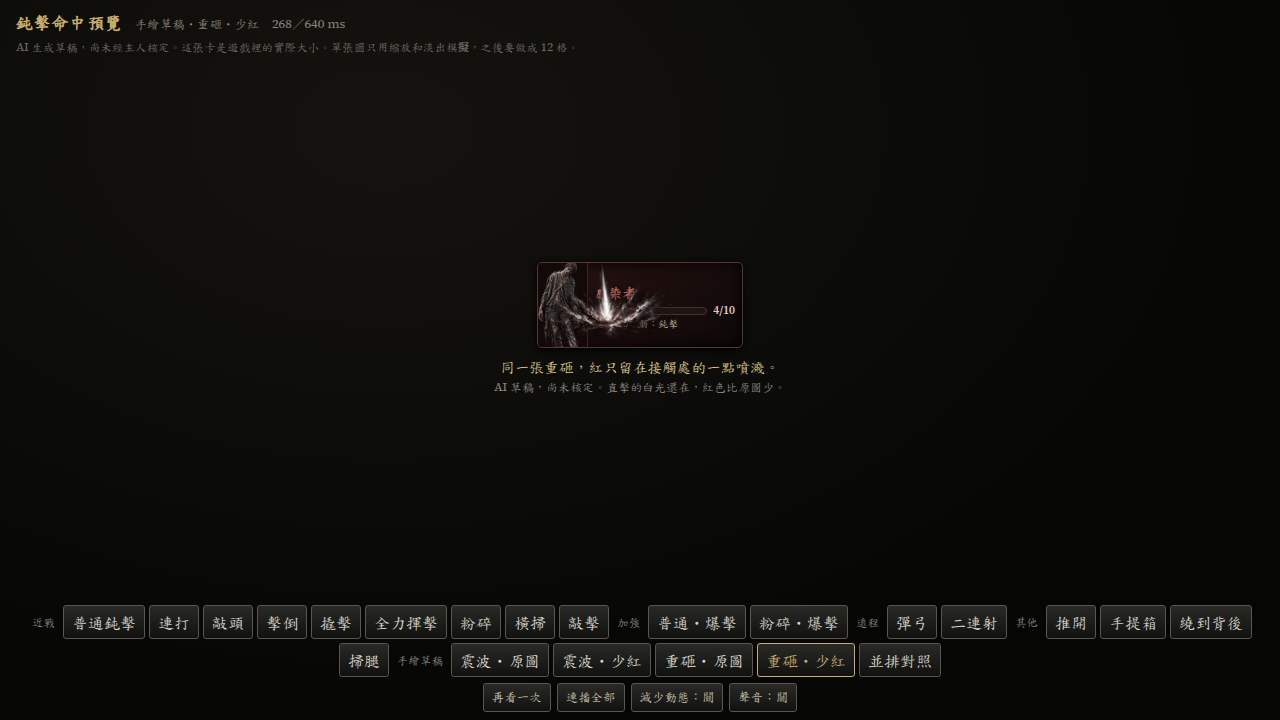 鈍擊命中預覽 手繪草稿・重砸・少紅 268／640 ms
AI 生成草稿，尚未經主人核定。這張卡是遊戲裡的實際大小。單張圖只用縮放和淡出模擬，之後要做成 12 格。
染者
4/10
前：鈍擊
同一張重砸，紅只留在接觸處的一點噴濺。
AI 草稿，尚未核定。直擊的白光還在，紅色比原圖少。
近戰 普通鈍擊 連打 敲頭 擊倒 撬擊 全力揮擊 粉碎 橫掃 敲擊 加強 普通・爆擊 粉碎・爆擊 遠程 彈弓 二連射 其他 推開 手提箱 繞到背後
掃腿 手繪草稿 震波・原圖 震波・少紅 重砸・原圖 重砸・少紅 並排對照
再看一次 連播全部 減少動態：關 聲音：關